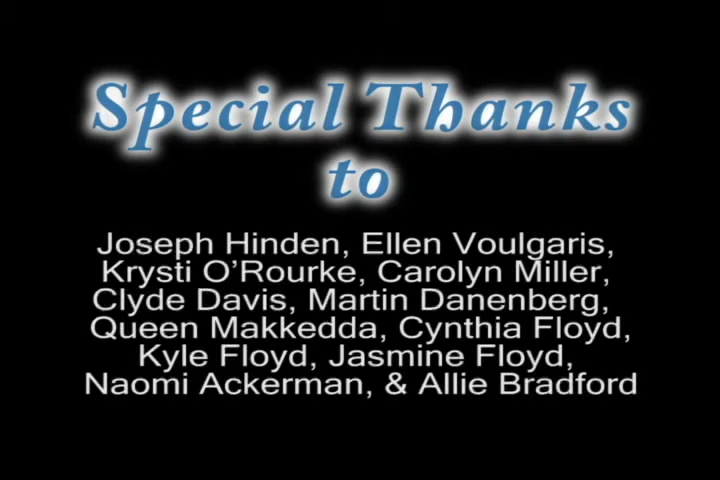 Special Thanks
to
Joseph Hinden, Ellen Voulgaris,
Krysti O'Rourke, Carolyn Miller,
Clyde Davis, Martin Danenberg,
Queen Makkedda, Cynthia Floyd,
Kyle Floyd, Jasmine Floyd,
Naomi Ackerman, & Allie Bradford